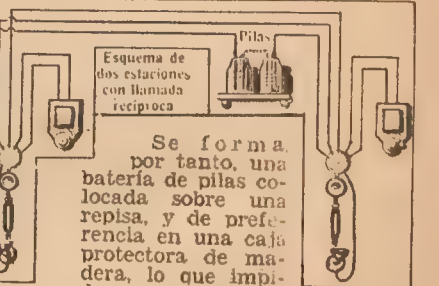 Pilas
Esquema de
dos estaciones
con llamada
recíproca
Se forma,
por tanto, una
batería de pilas co-
locada sobre una
repisa, y de prefe-
rencia en una caja
protectora de ma-
dera, lo que impi-